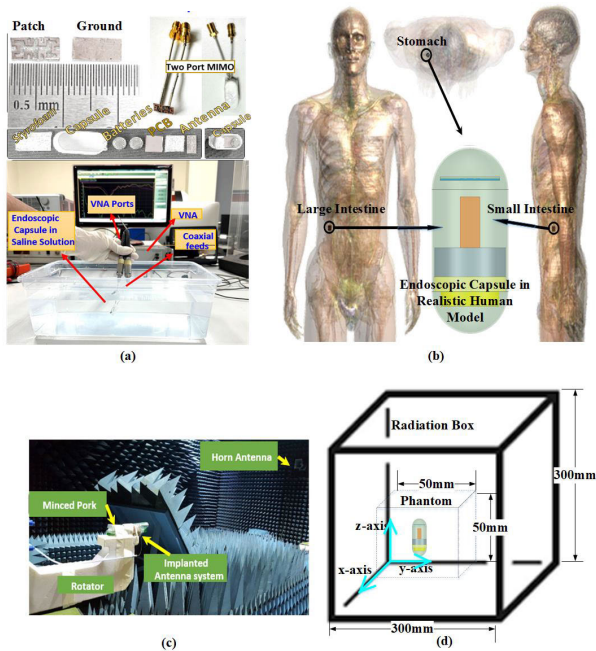 Patch
Ground
Two Port MIMO
0.5 mm
Styrofoam
Capsule
Batteries
PCB
Antenna
Capsule
VNA Ports
Endoscopic
Capsule in
Saline Solution
VNA
Coaxial
feeds
(a)
Stomach
Large Intestine
Small Intestine
Endoscopic Capsule in
Realistic Human
Model
(b)
Horn Antenna
Minced Pork
Implanted
Antenna system
Rotator
(c)
Radiation Box
300mm
50mm
Phantom
50mm
z-axis
x-axis
y-axis
300mm
(d)